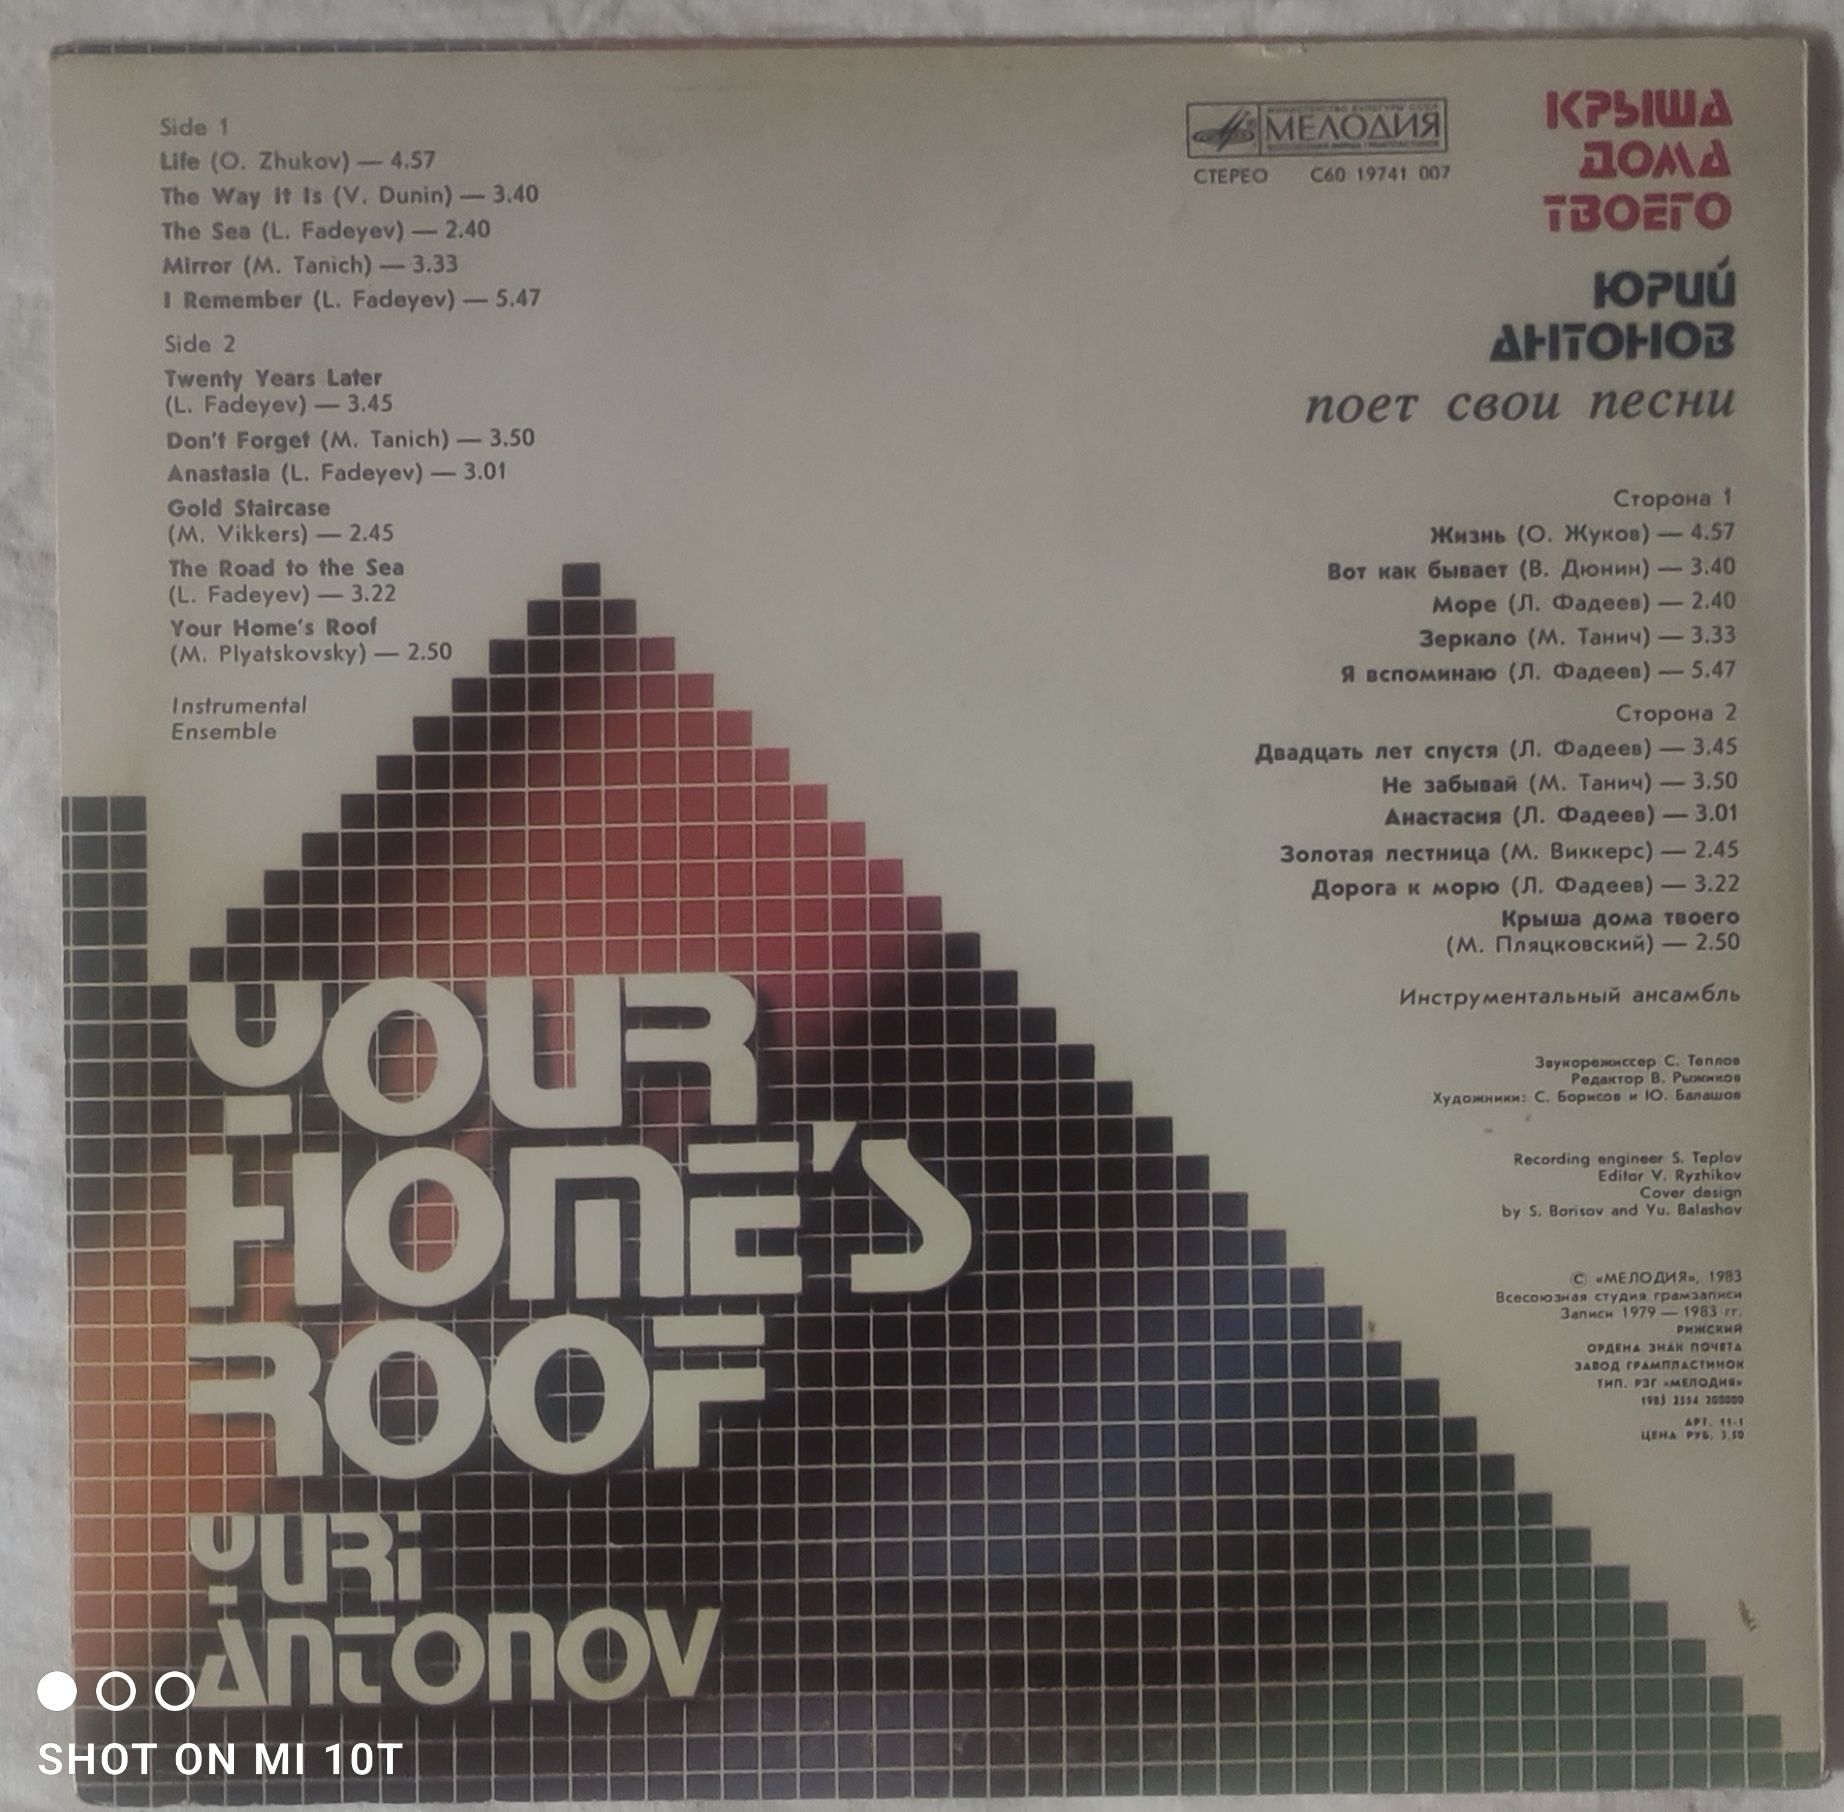 Side 1
Life (O. Zhukov) — 4.57
The Way It Is (V. Dunin) — 3.40
The Sea (L. Fadeyev) — 2.40
Mirror (M. Tanich) — 3.33
I Remember (L. Fadeyev) — 5.47
Side 2
Twenty Years Later
(L. Fadeyev) — 3.45
Don't Forget (M. Tanich) — 3.50
Anastasia (L. Fadeyev) — 3.01
Gold Staircase
(M. Vikkers) — 2.45
The Road to the Sea
(L. Fadeyev) — 3.22
Your Home's Roof
(M. Plyatskovsky) — 2.50
Instrumental
Ensemble
МИНИСТЕРСТВО КУЛЬТУРЫ СССР
МЕЛОДИЯ
СТЕРЕО С60 19741 007
КРЫША
ДОМА
ТВОЕГО
ЮРИЙ
АНТОНОВ
поет свои песни
Сторона 1
Жизнь (О. Жуков) — 4.57
Вот как бывает (В. Дюнин) — 3.40
Море (Л. Фадеев) — 2.40
Зеркало (М. Танич) — 3.33
Я вспоминаю (Л. Фадеев) — 5.47
Сторона 2
Двадцать лет спустя (Л. Фадеев) — 3.45
Не забывай (М. Танич) — 3.50
Анастасия (Л. Фадеев) — 3.01
Золотая лестница (М. Виккерс) — 2.45
Дорога к морю (Л. Фадеев) — 3.22
Крыша дома твоего
(М. Пляцковский) — 2.50
Инструментальный ансамбль
Звукорежиссер С. Теплов
Редактор В. Рыжиков
Художники: С. Борисов и Ю. Балашов
Recording engineer S. Teplov
Editor V. Ryzhikov
Cover design
by S. Borisov and Yu. Balashov
© «МЕЛОДИЯ», 1983
Всесоюзная студия грамзаписи
Записи 1979 — 1983 гг.
РИЖСКИЙ
ОРДЕНА ЗНАК ПОЧЕТА
ЗАВОД ГРАМПЛАСТИНОК
ТИП. РЗГ «МЕЛОДИЯ»
1983 2554 200000
АРТ. 11-1
ЦЕНА РУБ. 3.50
YOUR
HOME'S
ROOF
YURI
ANTONOV
SHOT ON MI 10T